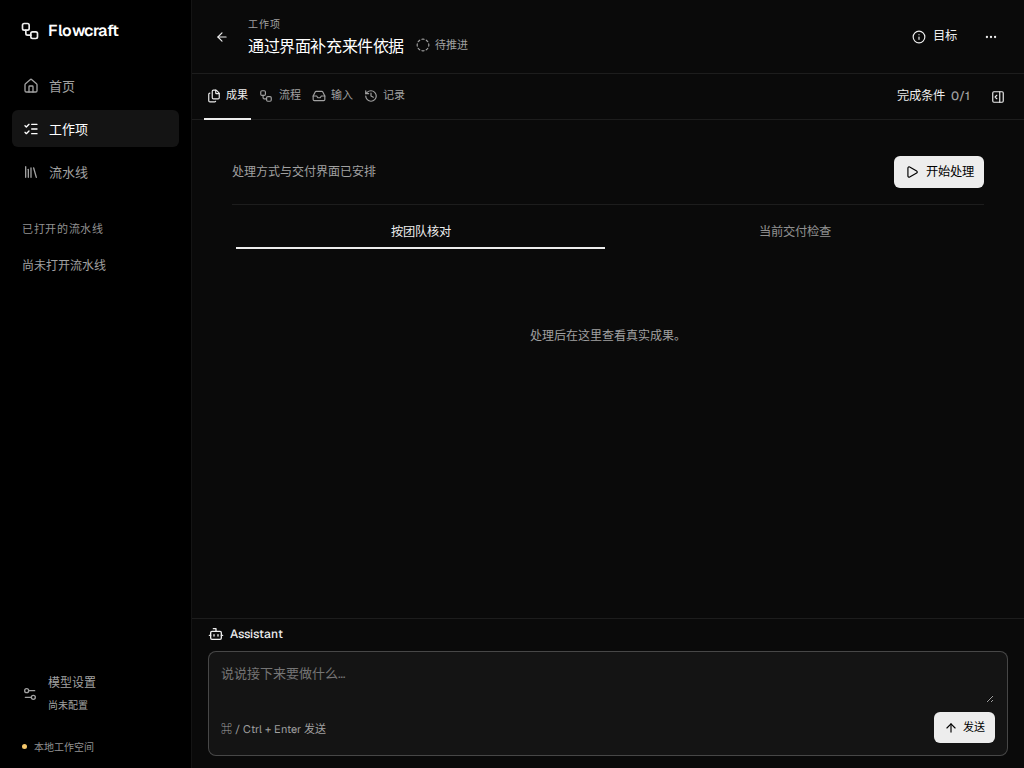 Flowcraft
首页
工作项
流水线
已打开的流水线
尚未打开流水线
模型设置
尚未配置
本地工作空间
工作项
通过界面补充来件依据
待推进
目标
成果
流程
输入
记录
完成条件 0/1
处理方式与交付界面已安排
开始处理
按团队核对
当前交付检查
处理后在这里查看真实成果。
Assistant
说说接下来要做什么…
⌘ / Ctrl + Enter 发送
发送